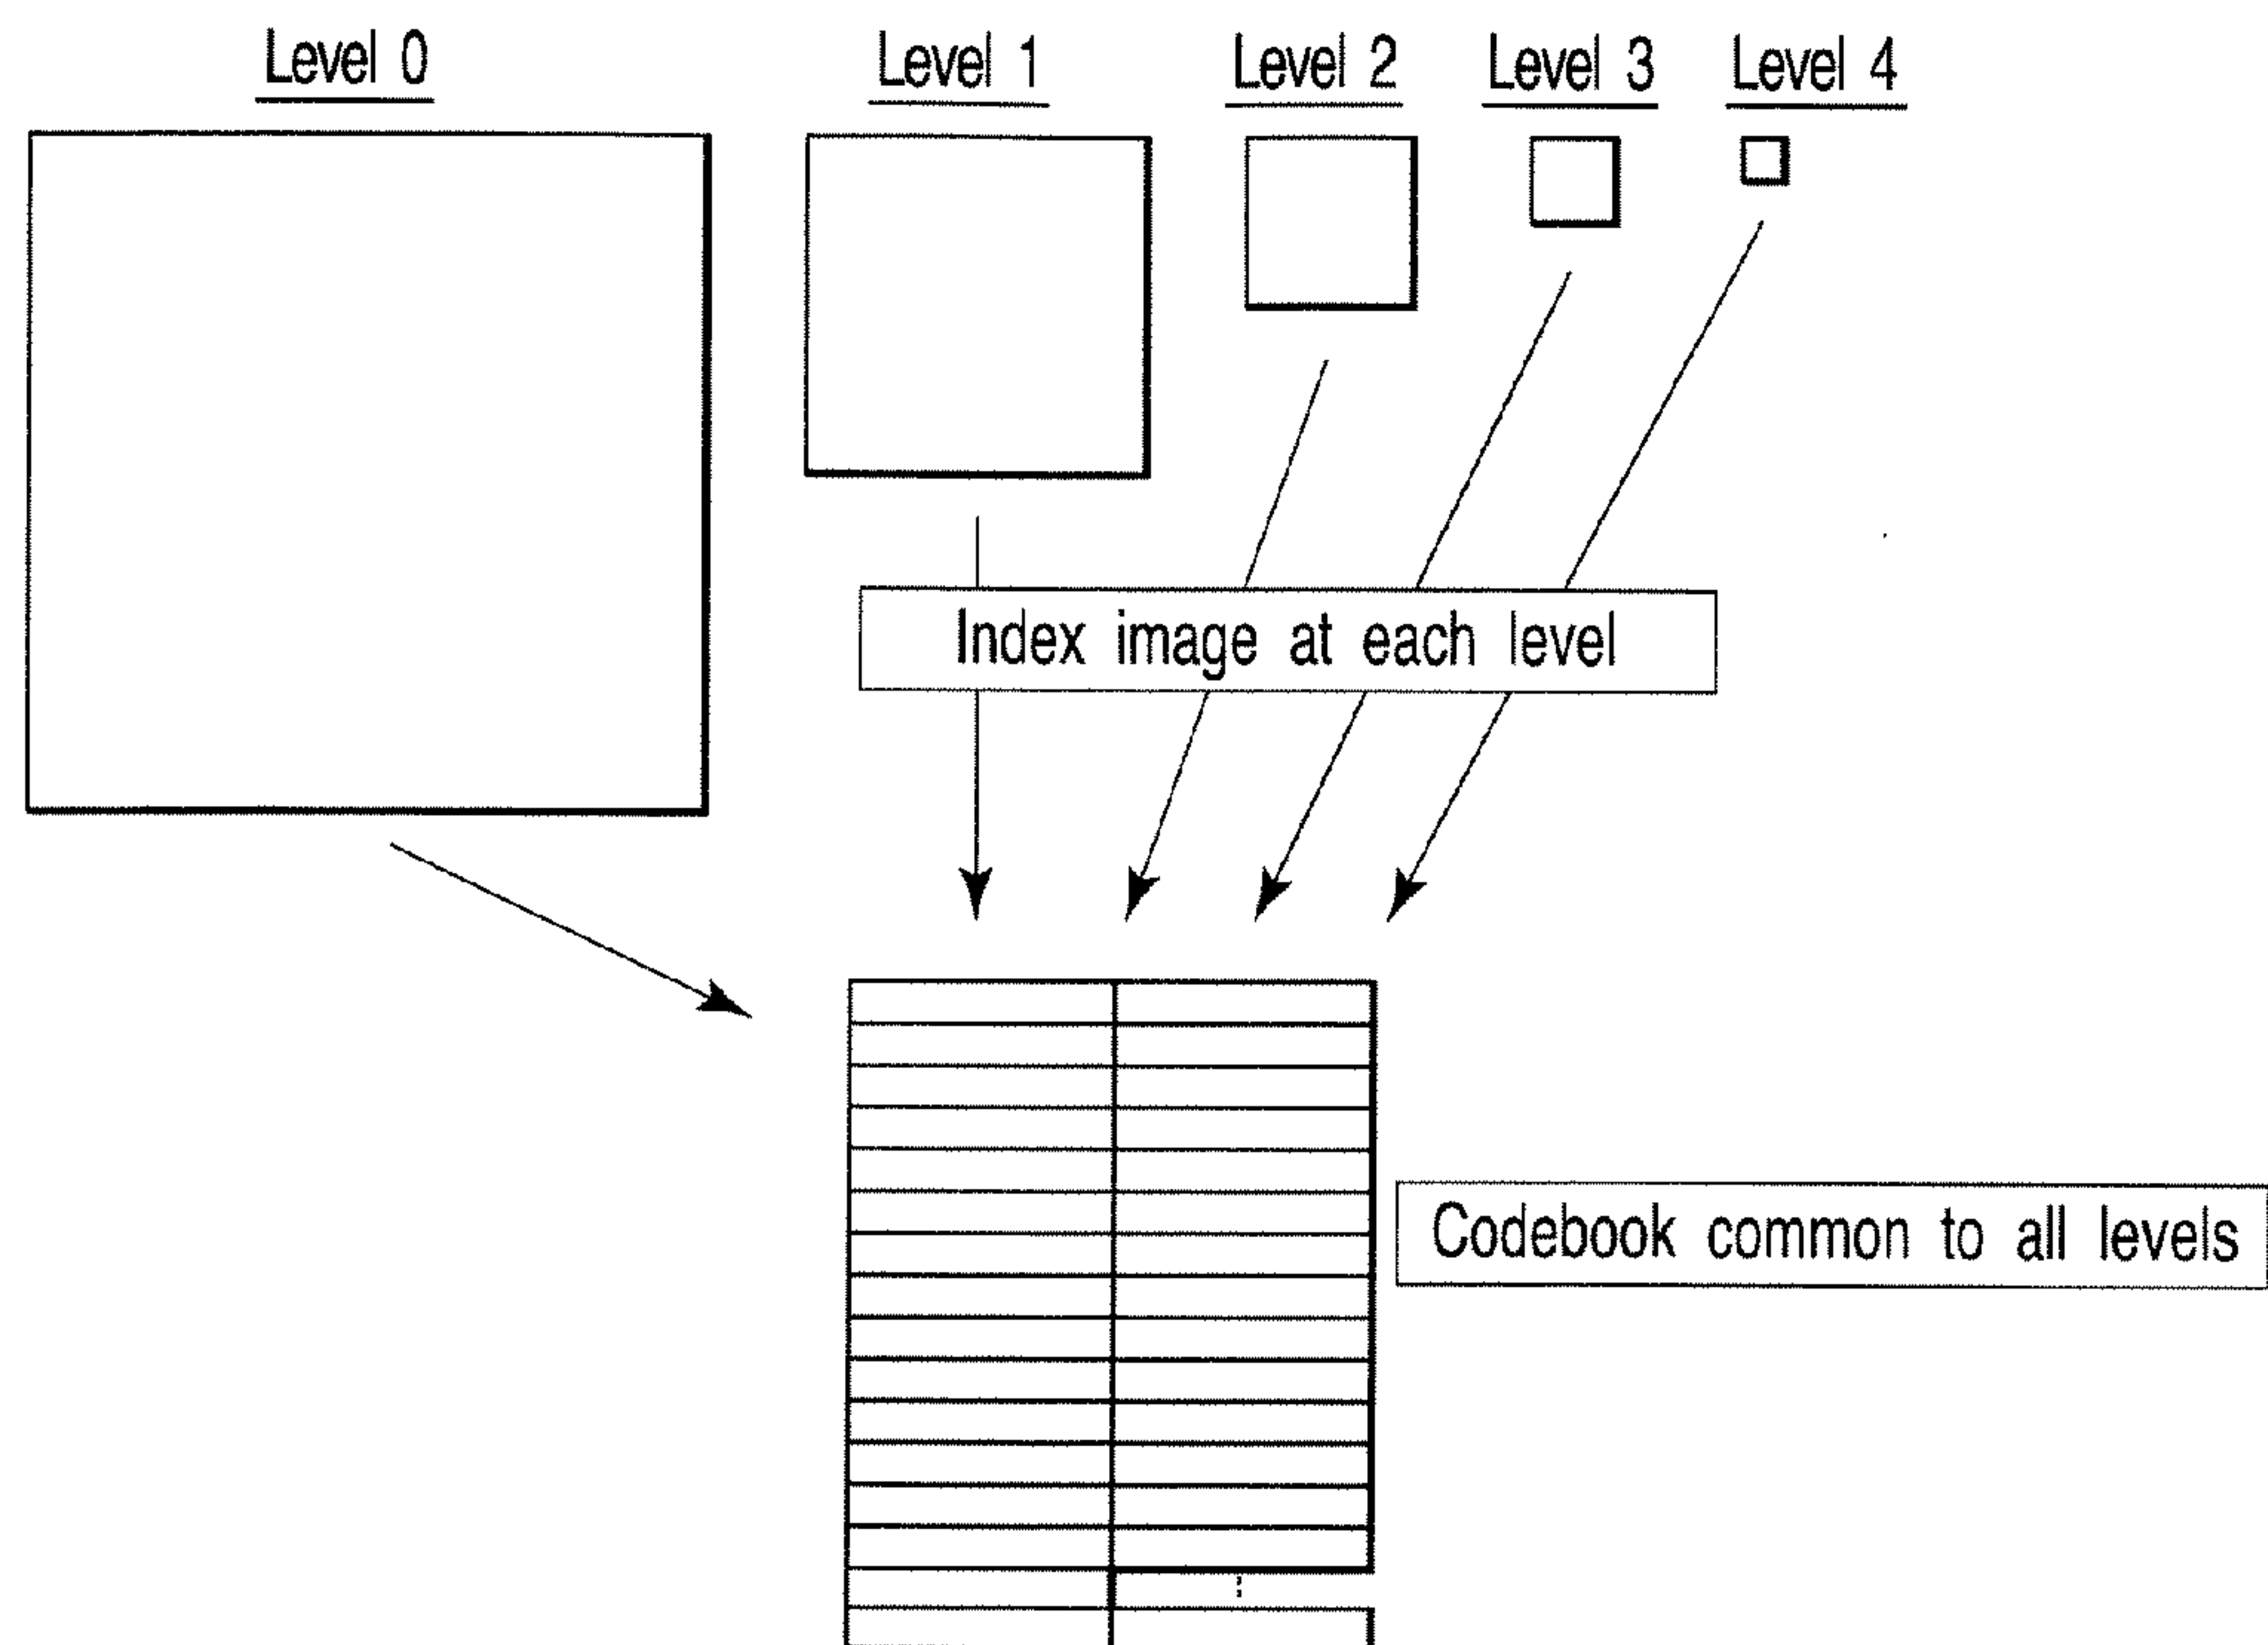 Level 0
Level 1
Level 2
Level 3
Level 4
Index image at each level
Codebook common to all levels